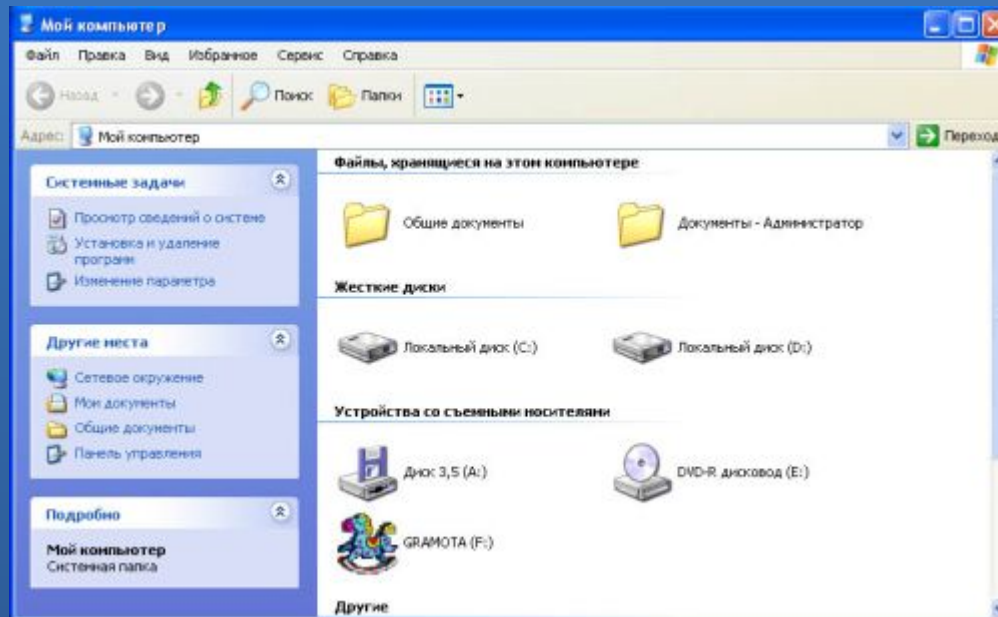 Мой компьютер
Файл Правка Вид Избранное Сервис Справка
Назад Поиск Папки
Адрес: Мой компьютер Переход
Системные задачи
Просмотр сведений о системе
Установка и удаление
программ
Изменение параметра
Другие места
Сетевое окружение
Мои документы
Общие документы
Панель управления
Подробно
Мой компьютер
Системная папка
Файлы, хранящиеся на этом компьютере
Общие документы Документы - Администратор
Жесткие диски
Локальный диск (C:) Локальный диск (D:)
Устройства со съемными носителями
Диск 3,5 (A:) DVD-R дисковод (E:)
GRAMOTA (F:)
Другие